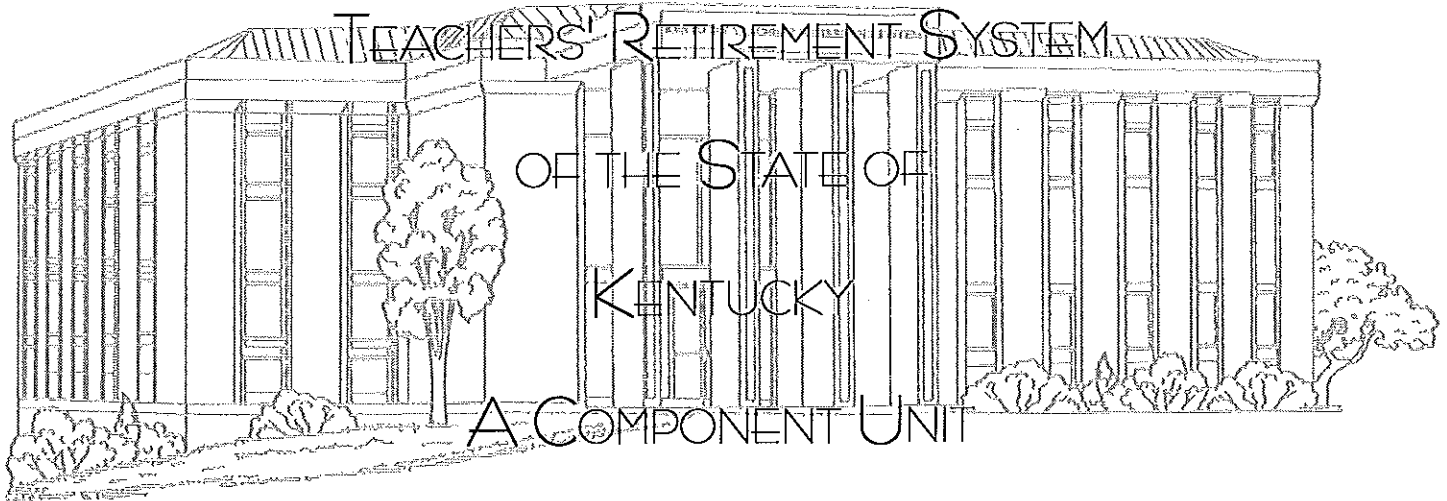 TEACHERS' RETIREMENT SYSTEM
OF THE STATE OF
KENTUCKY
A COMPONENT UNIT